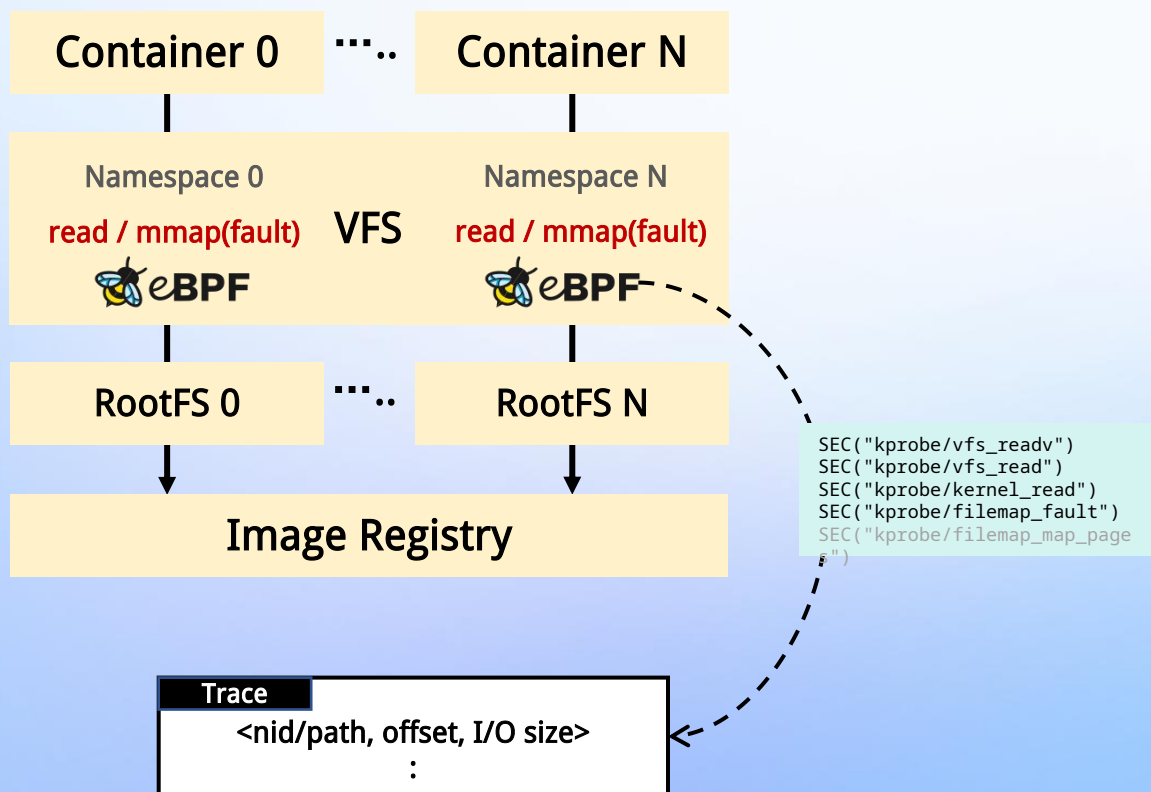 Container 0 ..... Container N
Namespace 0 Namespace N
read / mmap(fault) VFS read / mmap(fault)
eBPF eBPF
RootFS 0 ..... RootFS N
SEC("kprobe/vfs_readv")
SEC("kprobe/vfs_read")
SEC("kprobe/kernel_read")
SEC("kprobe/filemap_fault")
SEC("kprobe/filemap_map_page
s")
Image Registry
Trace
<nid/path, offset, I/O size>
: